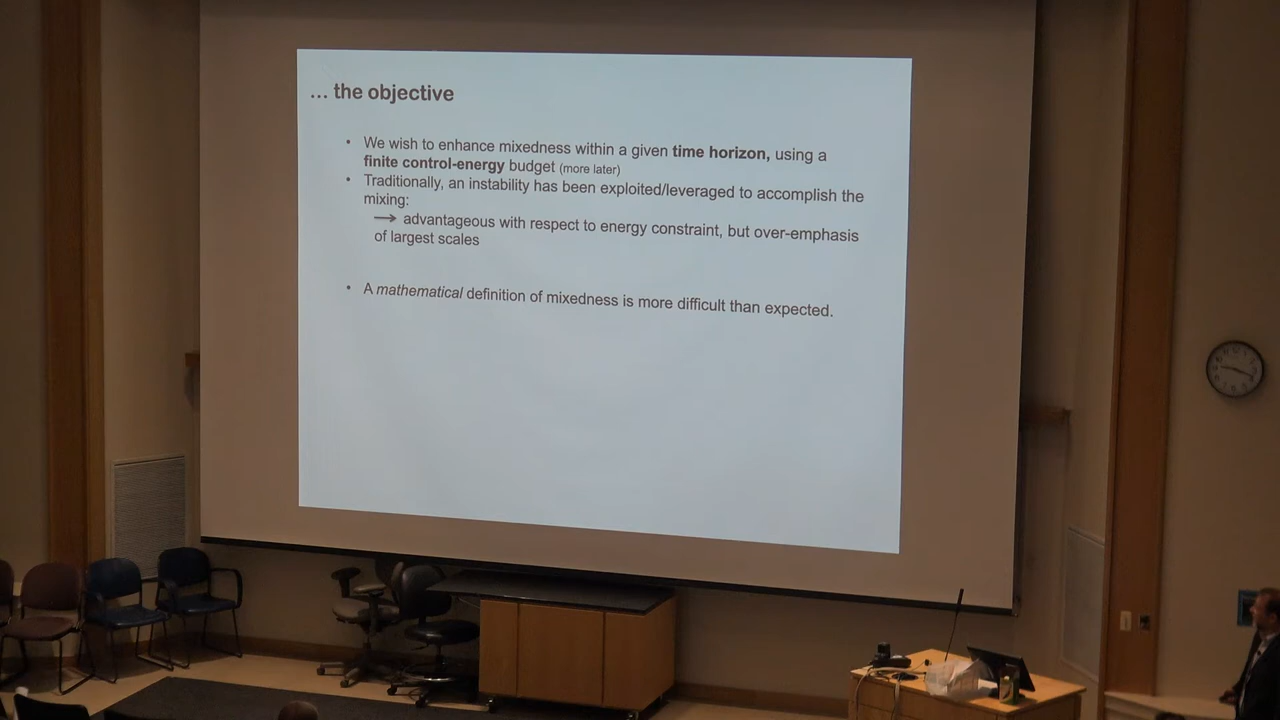 ... the objective
• We wish to enhance mixedness within a given time horizon, using a
finite control-energy budget (more later)
• Traditionally, an instability has been exploited/leveraged to accomplish the
mixing:
→ advantageous with respect to energy constraint, but over-emphasis
of largest scales
• A mathematical definition of mixedness is more difficult than expected.